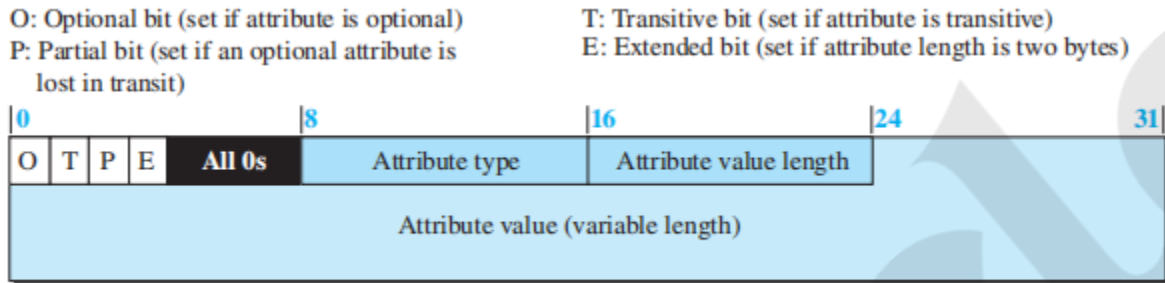 O: Optional bit (set if attribute is optional)
P: Partial bit (set if an optional attribute is
lost in transit)
T: Transitive bit (set if attribute is transitive)
E: Extended bit (set if attribute length is two bytes)
0 8 16 24 31
O T P E All 0s Attribute type Attribute value length
Attribute value (variable length)